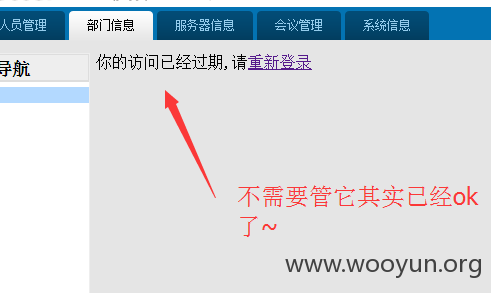 人员管理 部门信息 服务器信息 会议管理 系统信息
导航
你的访问已经过期,请重新登录
不需要管它其实已经ok
了~
www.wooyun.org